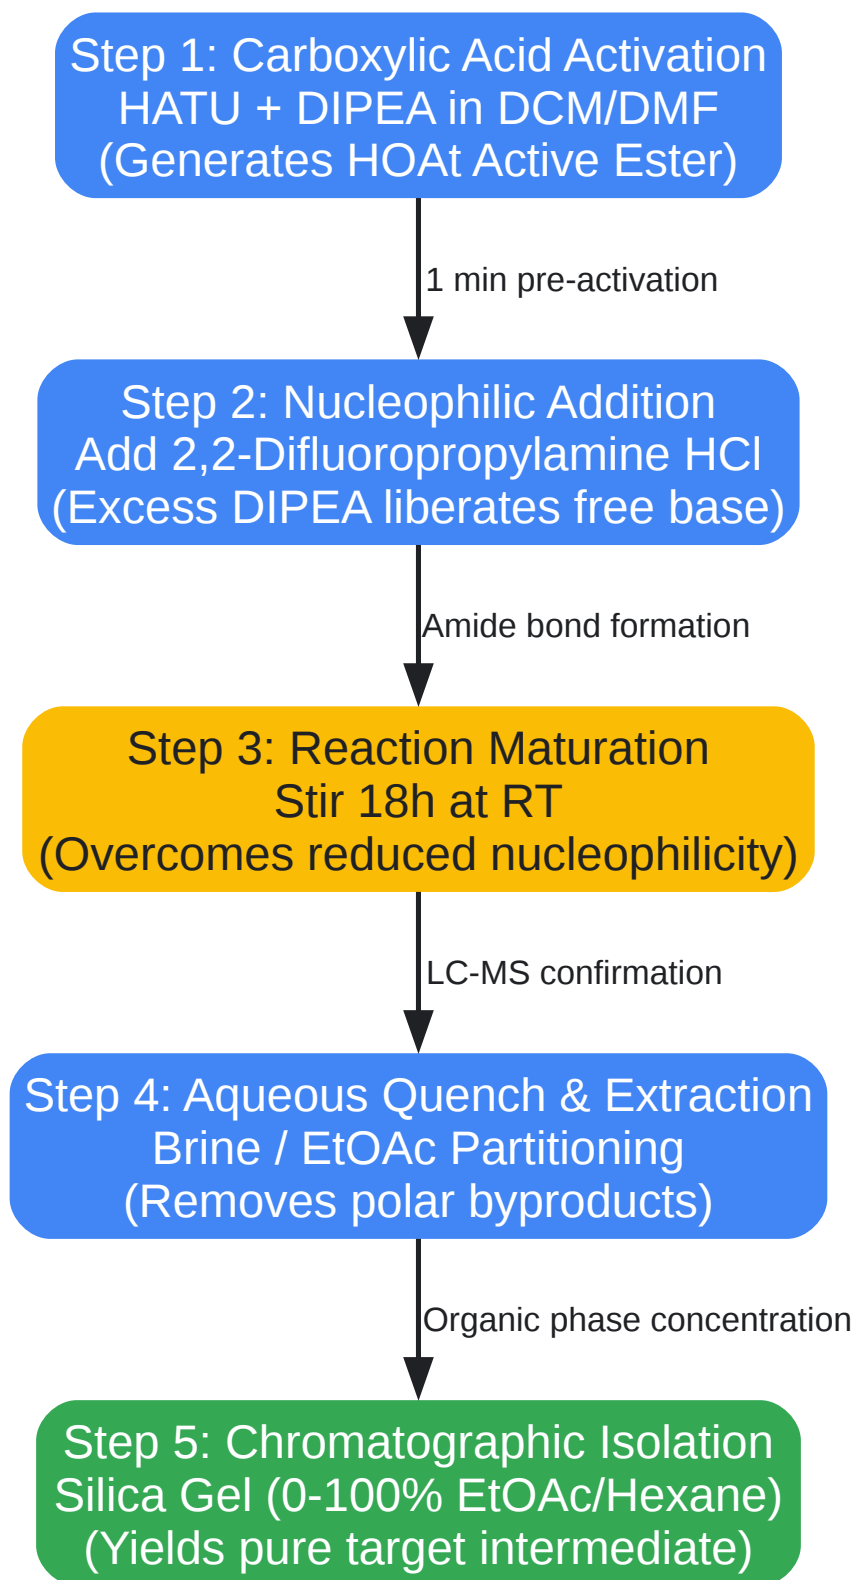 Step 1: Carboxylic Acid Activation
HATU + DIPEA in DCM/DMF
(Generates HOAt Active Ester)
1 min pre-activation
Step 2: Nucleophilic Addition
Add 2,2-Difluoropropylamine HCl
(Excess DIPEA liberates free base)
Amide bond formation
Step 3: Reaction Maturation
Stir 18h at RT
(Overcomes reduced nucleophilicity)
LC-MS confirmation
Step 4: Aqueous Quench & Extraction
Brine / EtOAc Partitioning
(Removes polar byproducts)
Organic phase concentration
Step 5: Chromatographic Isolation
Silica Gel (0-100% EtOAc/Hexane)
(Yields pure target intermediate)